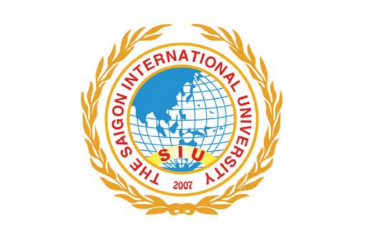 THE SAIGON INTERNATIONAL UNIVERSITY
SIU
2007